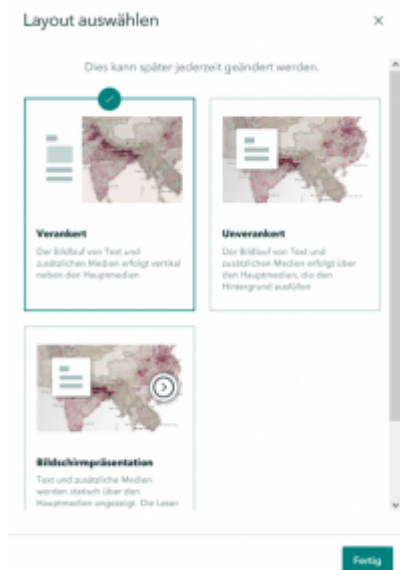 Layout auswählen
Dies kann später jederzeit geändert werden.
Verankert
Der Bildlauf von Text und
zusätzlichen Medien erfolgt vertikal
neben den Hauptmedien
Unverankert
Der Bildlauf von Text und
zusätzlichen Medien erfolgt über
den Hauptmedien, die den
Hintergrund ausfüllen
Bildschirmpräsentation
Text und zusätzliche Medien
werden statisch über den
Hauptmedien angezeigt. Die Leser
Fertig